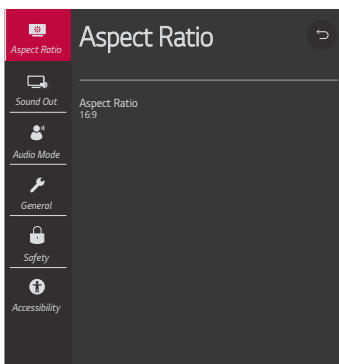 Aspect Ratio
Aspect Ratio
Sound Out
Aspect Ratio
16:9
Audio Mode
General
Safety
Accessibility